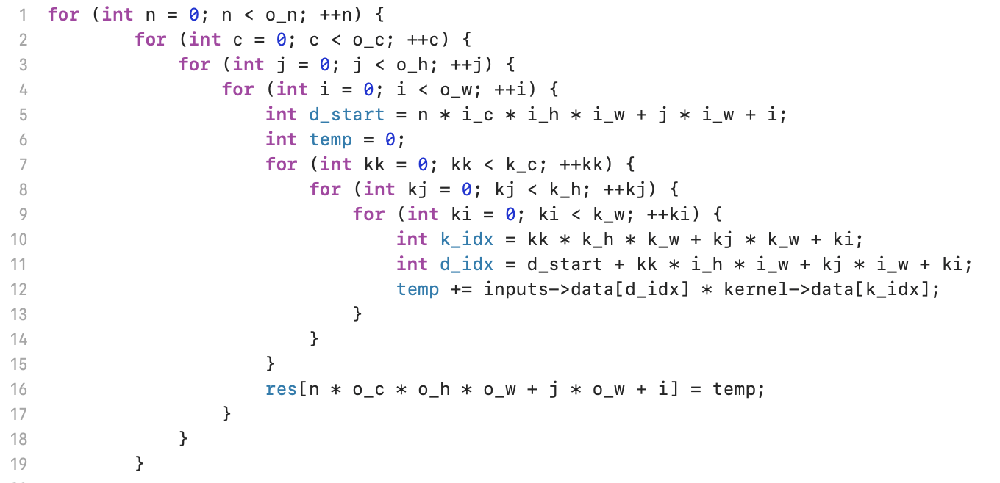 1 for (int n = 0; n < o_n; ++n) {
2 for (int c = 0; c < o_c; ++c) {
3 for (int j = 0; j < o_h; ++j) {
4 for (int i = 0; i < o_w; ++i) {
5 int d_start = n * i_c * i_h * i_w + j * i_w + i;
6 int temp = 0;
7 for (int kk = 0; kk < k_c; ++kk) {
8 for (int kj = 0; kj < k_h; ++kj) {
9 for (int ki = 0; ki < k_w; ++ki) {
10 int k_idx = kk * k_h * k_w + kj * k_w + ki;
11 int d_idx = d_start + kk * i_h * i_w + kj * i_w + ki;
12 temp += inputs->data[d_idx] * kernel->data[k_idx];
13 }
14 }
15 }
16 res[n * o_c * o_h * o_w + j * o_w + i] = temp;
17 }
18 }
19 }